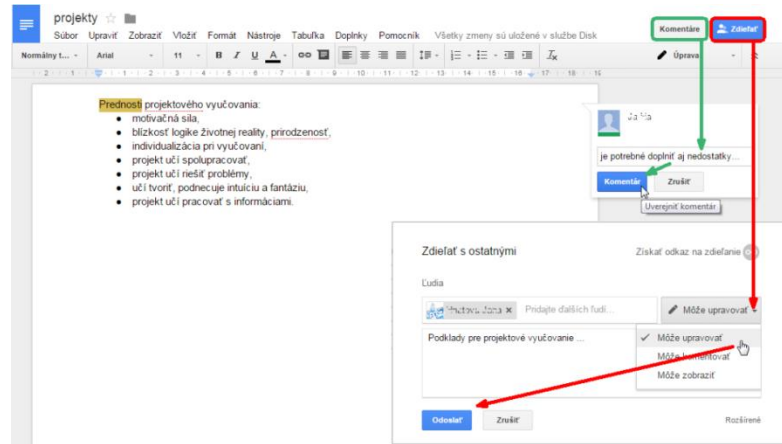 projekty
Súbor Upraviť Zobraziť Vložiť Formát Nástroje Tabuľka Doplnky Pomocník Všetky zmeny sú uložené v službe Disk
Komentáre Zdieľať
Normálny t... Arial 11 B I U A Úprava
Prednosti projektového vyučovania:
motivačná sila,
blízkosť logike životnej reality, prirodzenosť,
individualizácia pri vyučovaní,
projekt učí spolupracovať,
projekt učí riešiť problémy,
učí tvoriť, podnecuje intuíciu a fantáziu,
projekt učí pracovať s informáciami.
je potrebné doplniť aj nedostatky...
Komentár Zrušiť
Uverejniť komentár
Zdieľať s ostatnými Získať odkaz na zdieľanie
Ľudia
Pridajte ďalších ľudí... Môže upravovať
Podklady pre projektové vyučovanie ...
Môže upravovať
Môže komentovať
Môže zobraziť
Odoslať Zrušiť Rozšírené